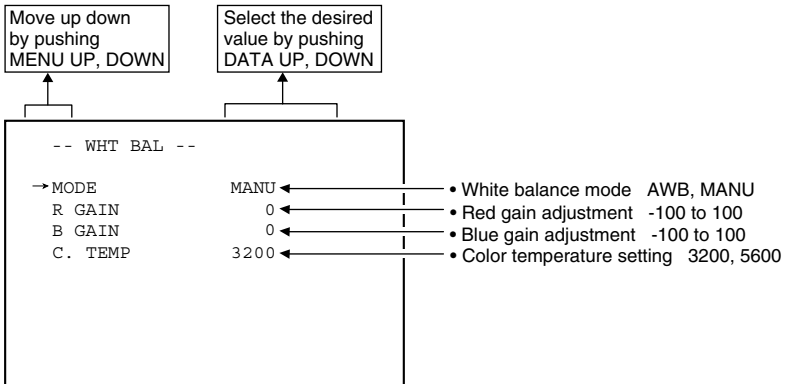 Move up down
by pushing
MENU UP, DOWN
Select the desired
value by pushing
DATA UP, DOWN
-- WHT BAL --
→MODE MANU
R GAIN 0
B GAIN 0
C. TEMP 3200
• White balance mode AWB, MANU
• Red gain adjustment -100 to 100
• Blue gain adjustment -100 to 100
• Color temperature setting 3200, 5600